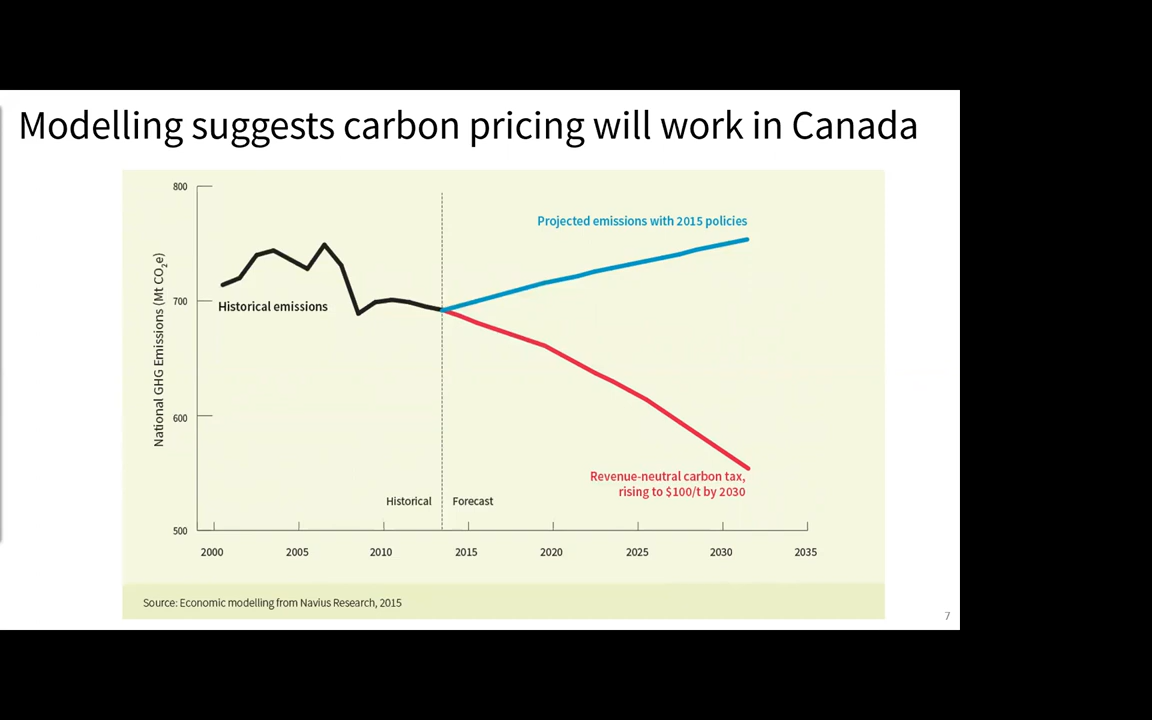 Modelling suggests carbon pricing will work in Canada
800
Projected emissions with 2015 policies
700
Historical emissions
National GHG Emissions (Mt CO₂e)
600
Revenue-neutral carbon tax,
rising to $100/t by 2030
Historical
Forecast
500
2000
2005
2010
2015
2020
2025
2030
2035
Source: Economic modelling from Navius Research, 2015
7